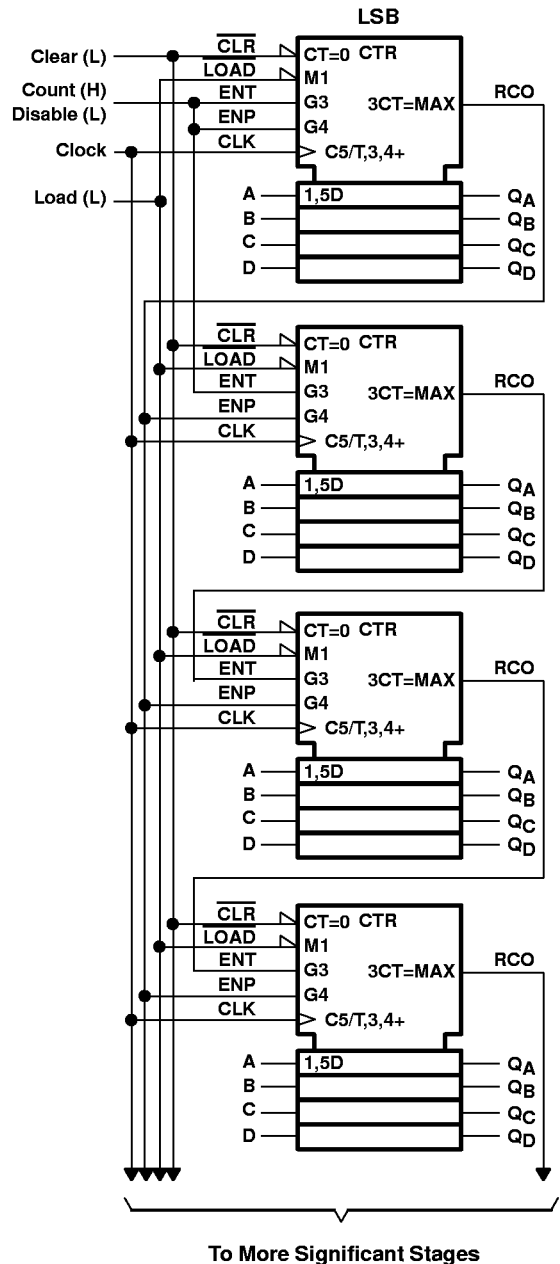 LSB
Clear (L)
CLR
CT=0 CTR
LOAD
M1
Count (H)
Disable (L)
ENT
G3
3CT=MAX
RCO
ENP
G4
Clock
CLK
C5/T,3,4+
Load (L)
A
1,5D
QA
B
QB
C
QC
D
QD
CLR
CT=0 CTR
LOAD
M1
ENT
G3
3CT=MAX
RCO
ENP
G4
CLK
C5/T,3,4+
A
1,5D
QA
B
QB
C
QC
D
QD
CLR
CT=0 CTR
LOAD
M1
ENT
G3
3CT=MAX
RCO
ENP
G4
CLK
C5/T,3,4+
A
1,5D
QA
B
QB
C
QC
D
QD
CLR
CT=0 CTR
LOAD
M1
ENT
G3
3CT=MAX
RCO
ENP
G4
CLK
C5/T,3,4+
A
1,5D
QA
B
QB
C
QC
D
QD
To More Significant Stages